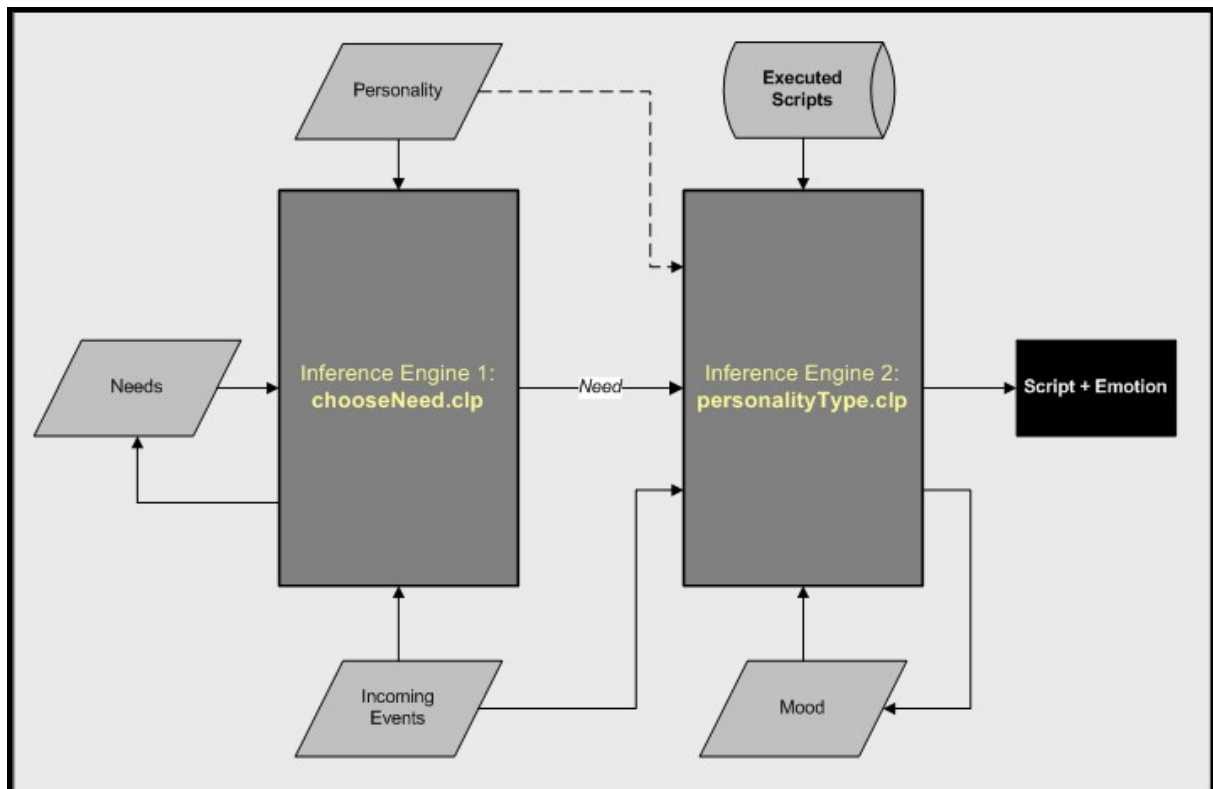 Personality
Executed
Scripts
Needs
Inference Engine 1:
chooseNeed.clp
Need
Inference Engine 2:
personalityType.clp
Script + Emotion
Incoming
Events
Mood